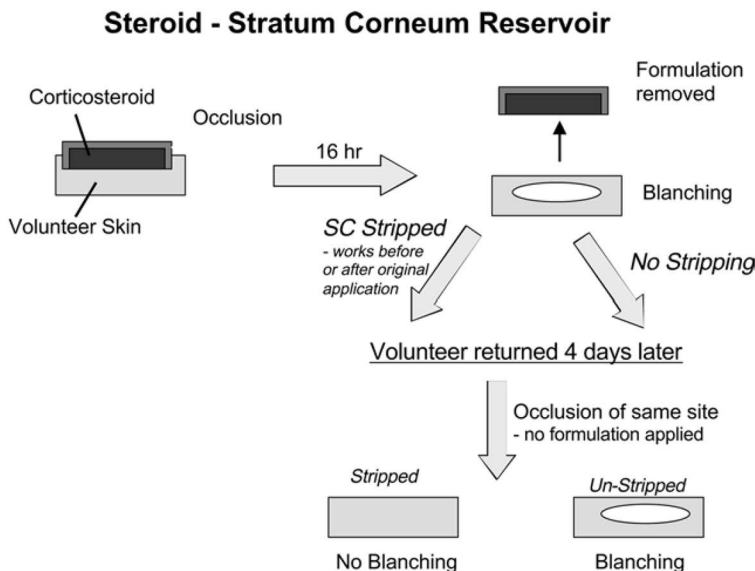 Steroid - Stratum Corneum Reservoir
Corticosteroid
Occlusion
Volunteer Skin
16 hr
Formulation
removed
Blanching
SC Stripped
- works before
or after original
application
No Stripping
Volunteer returned 4 days later
Occlusion of same site
- no formulation applied
Stripped
No Blanching
Un-Stripped
Blanching